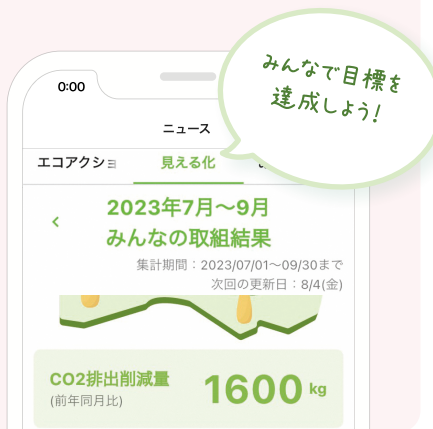 みんなで目標を
達成しよう!
0:00
ニュース
エコアクショ
見える化
2023年7月〜9月
みんなの取組結果
集計期間:2023/07/01〜09/30まで
次回の更新日:8/4(金)
CO2排出削減量
(前年同月比)
1600 kg